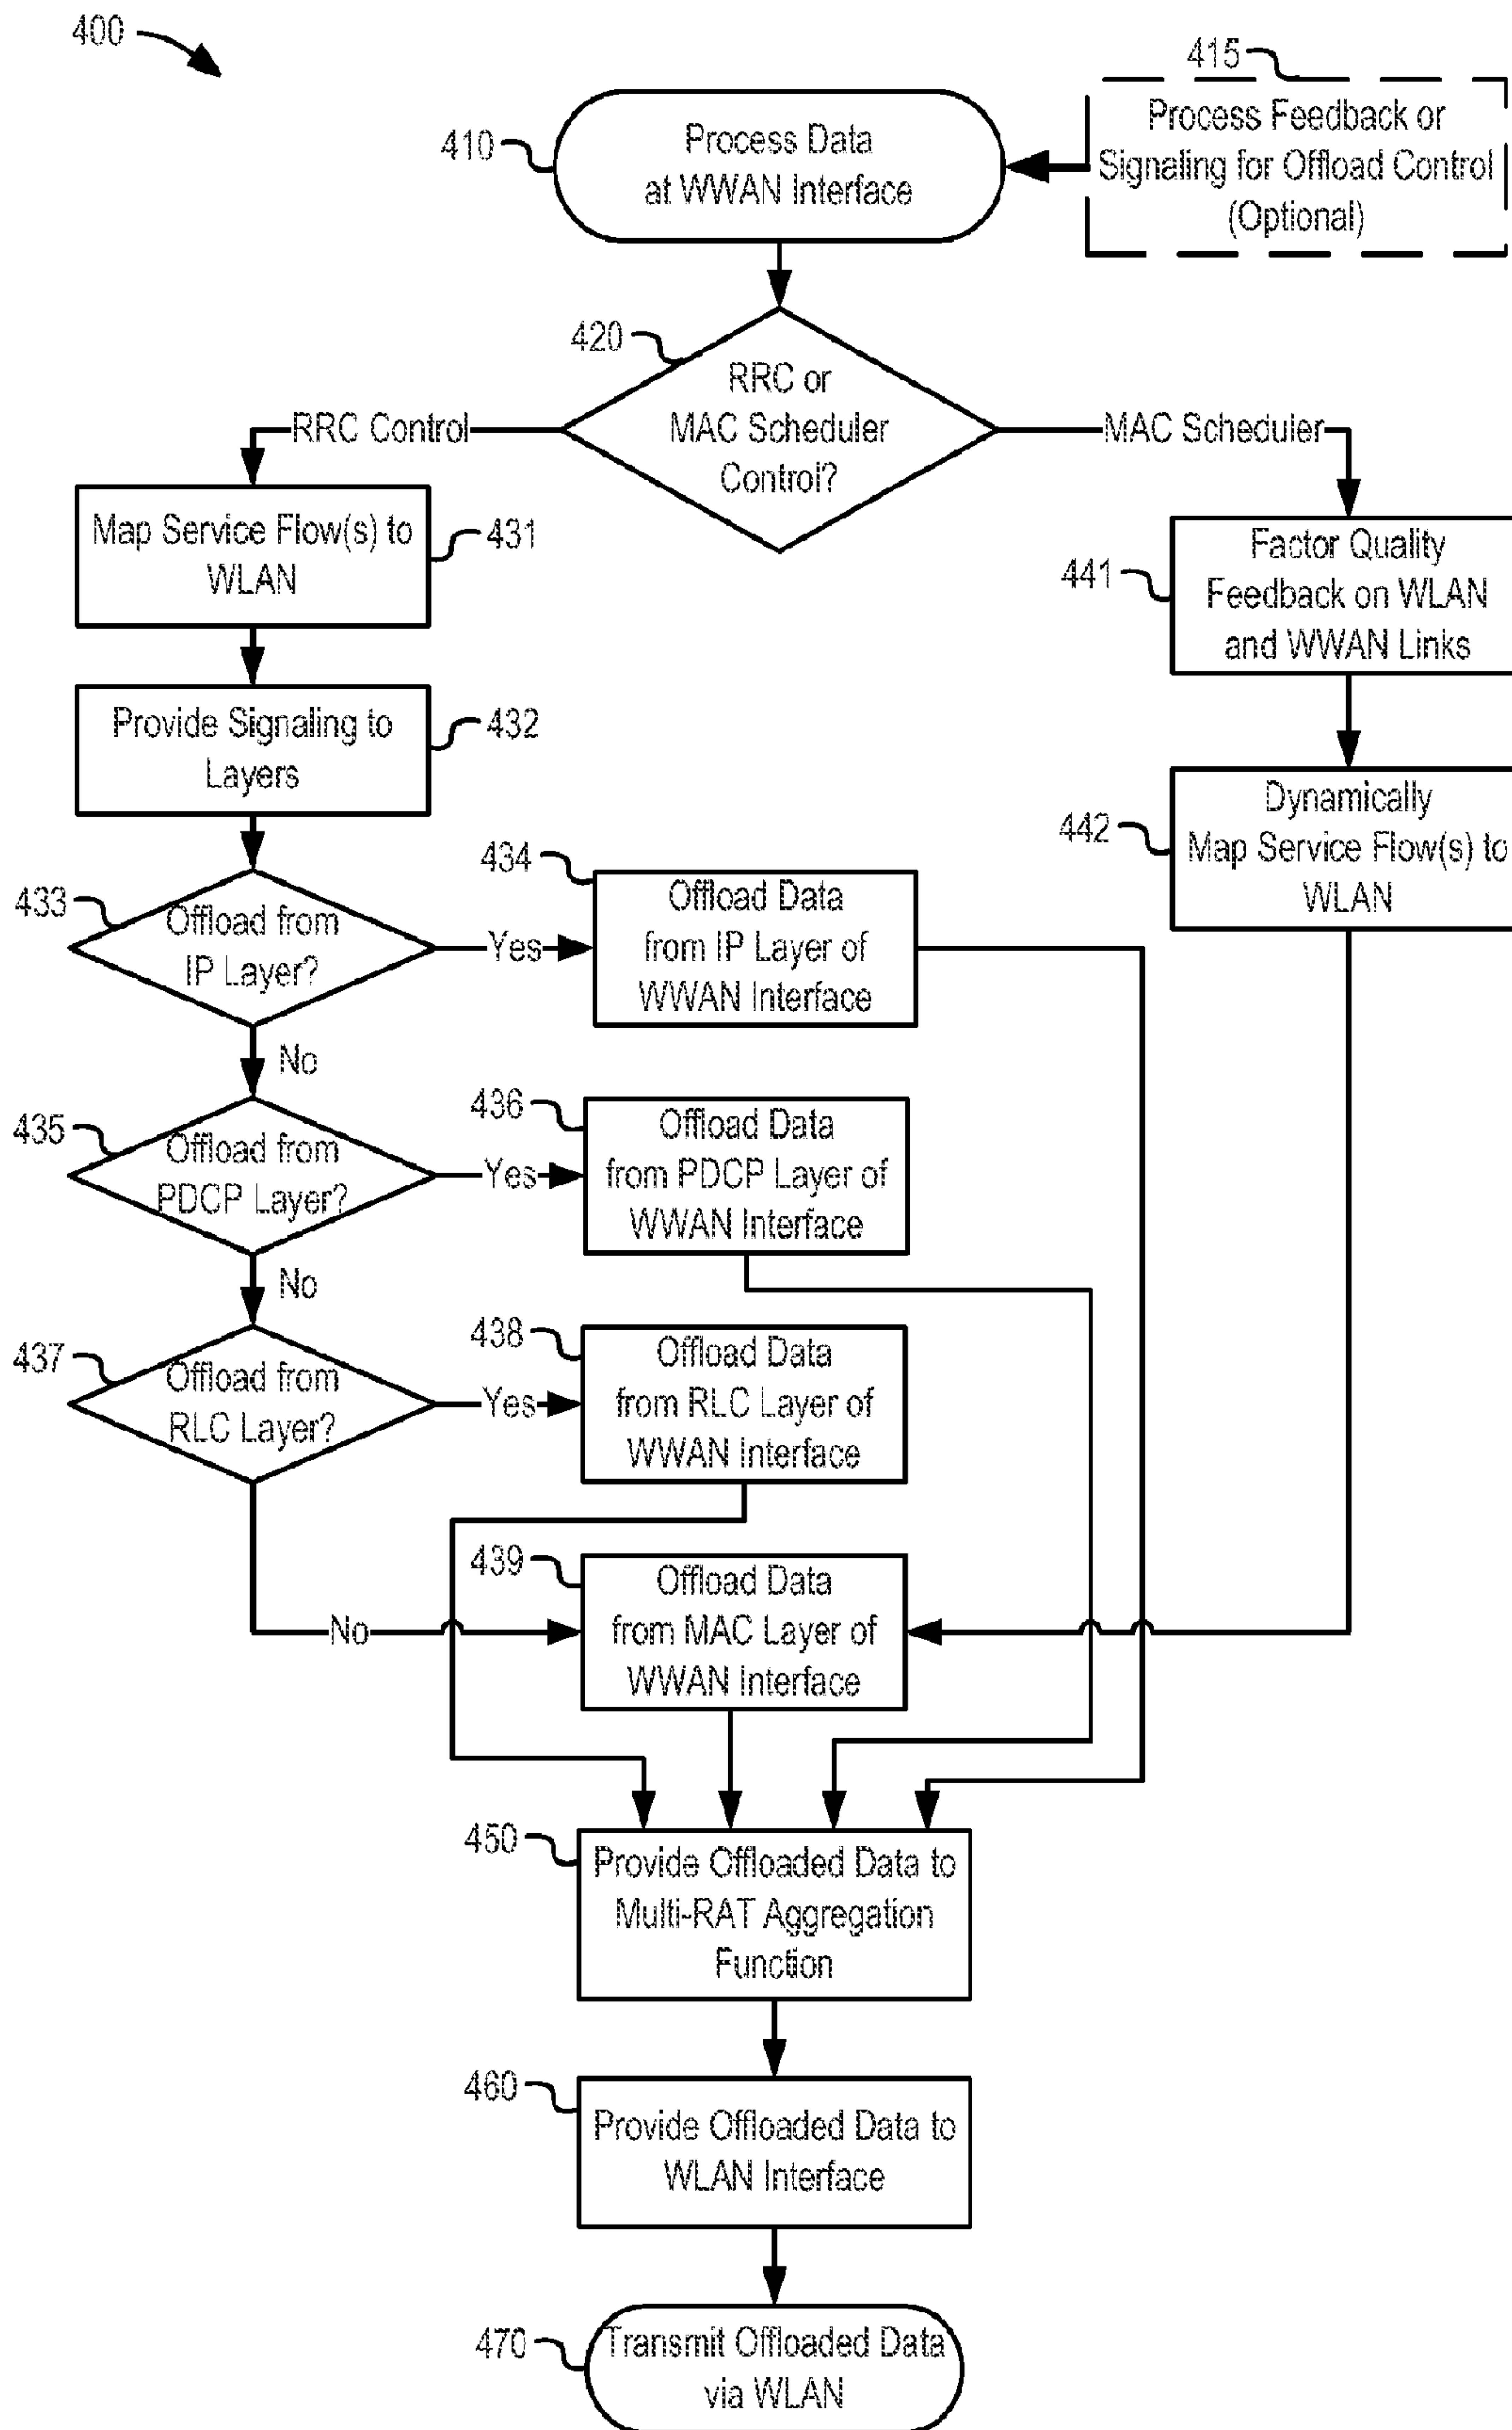 400
415
Process Feedback or
Signaling for Offload Control
(Optional)
410
Process Data
at WWAN Interface
420
RRC or
MAC Scheduler
Control?
RRC Control
MAC Scheduler
Map Service Flow(s) to
WLAN
431
441
Factor Quality
Feedback on WLAN
and WWAN Links
Provide Signaling to
Layers
432
442
Dynamically
Map Service Flow(s) to
WLAN
433
Offload from
IP Layer?
Yes
434
Offload Data
from IP Layer of
WWAN Interface
No
435
Offload from
PDCP Layer?
Yes
436
Offload Data
from PDCP Layer of
WWAN Interface
No
437
Offload from
RLC Layer?
Yes
438
Offload Data
from RLC Layer of
WWAN Interface
No
439
Offload Data
from MAC Layer of
WWAN Interface
450
Provide Offloaded Data to
Multi-RAT Aggregation
Function
460
Provide Offloaded Data to
WLAN Interface
470
Transmit Offloaded Data
via WLAN